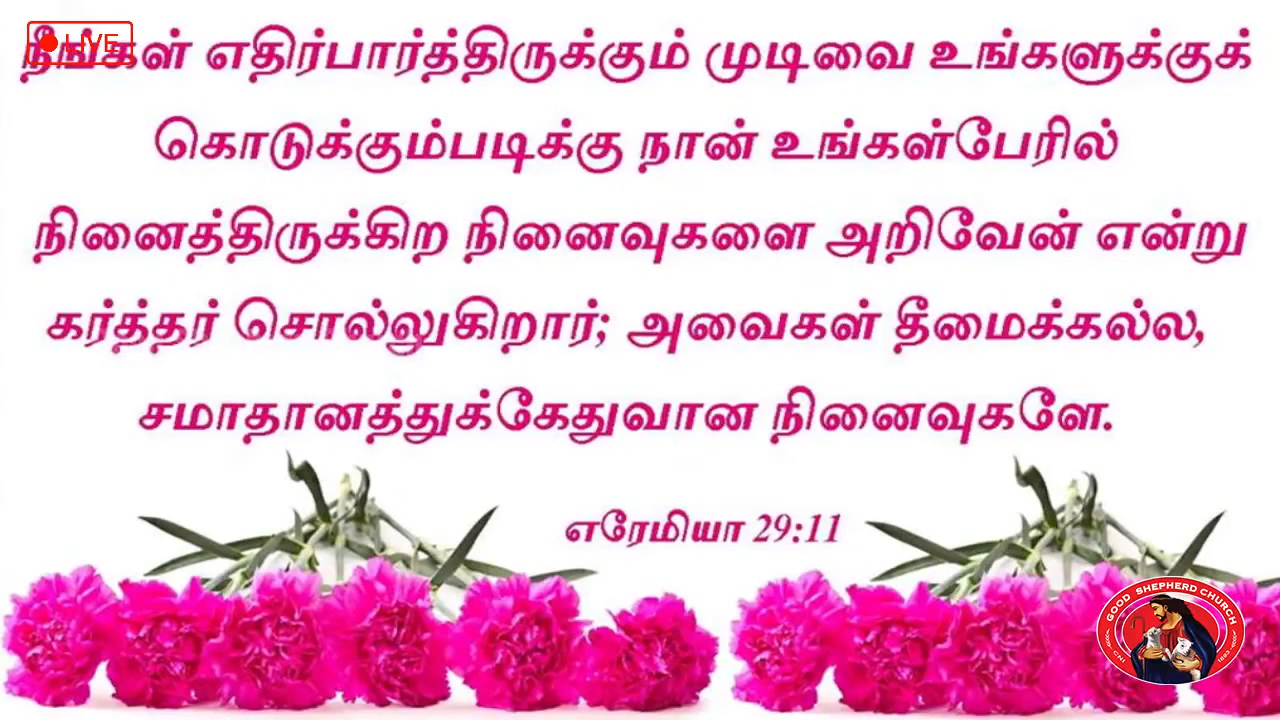 LIVE
நீங்கள் எதிர்பார்த்திருக்கும் முடிவை உங்களுக்குக்
கொடுக்கும்படிக்கு நான் உங்கள்பேரில்
நினைத்திருக்கிற நினைவுகளை அறிவேன் என்று
கர்த்தர் சொல்லுகிறார்; அவைகள் தீமைக்கல்ல,
சமாதானத்துக்கேதுவான நினைவுகளே.
எரேமியா 29:11
GOOD SHEPHERD CHURCH